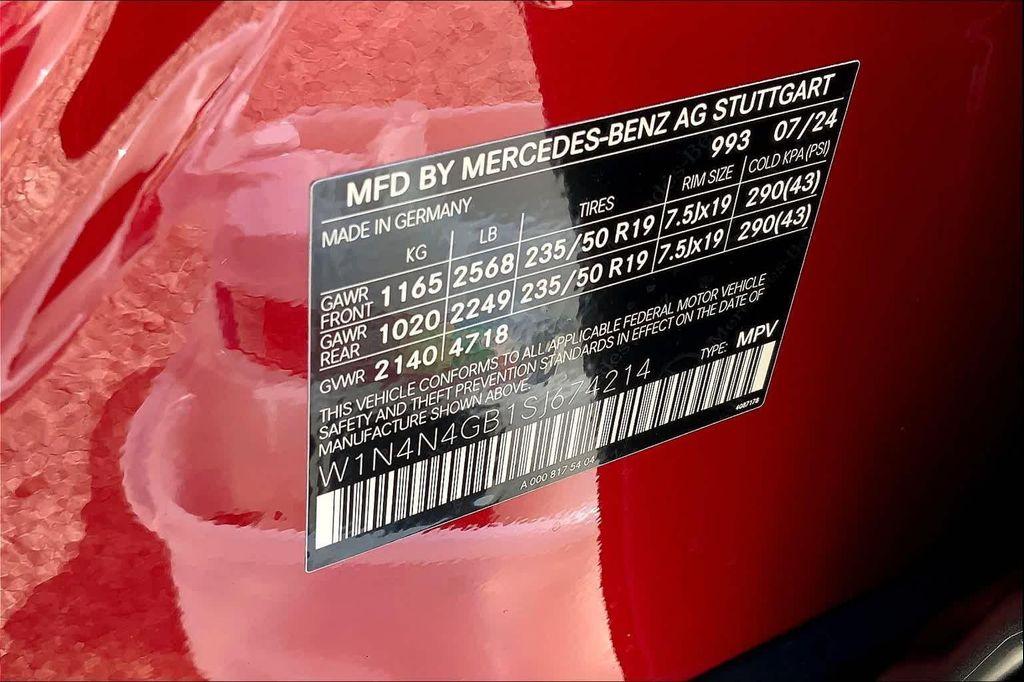 MFD BY MERCEDES-BENZ AG STUTTGART
MADE IN GERMANY 993 07/24
KG LB TIRES RIM SIZE COLD KPA (PSI)
GAWR FRONT 1165 2568 235/50 R19 7.5Jx19 290(43)
GAWR REAR 1020 2249 235/50 R19 7.5Jx19 290(43)
GVWR 2140 4718
THIS VEHICLE CONFORMS TO ALL APPLICABLE FEDERAL MOTOR VEHICLE
SAFETY AND THEFT PREVENTION STANDARDS IN EFFECT ON THE DATE OF
MANUFACTURE SHOWN ABOVE. TYPE: MPV
W1N4N4GB1SJ674214
A 000 817 54 04 4G87178